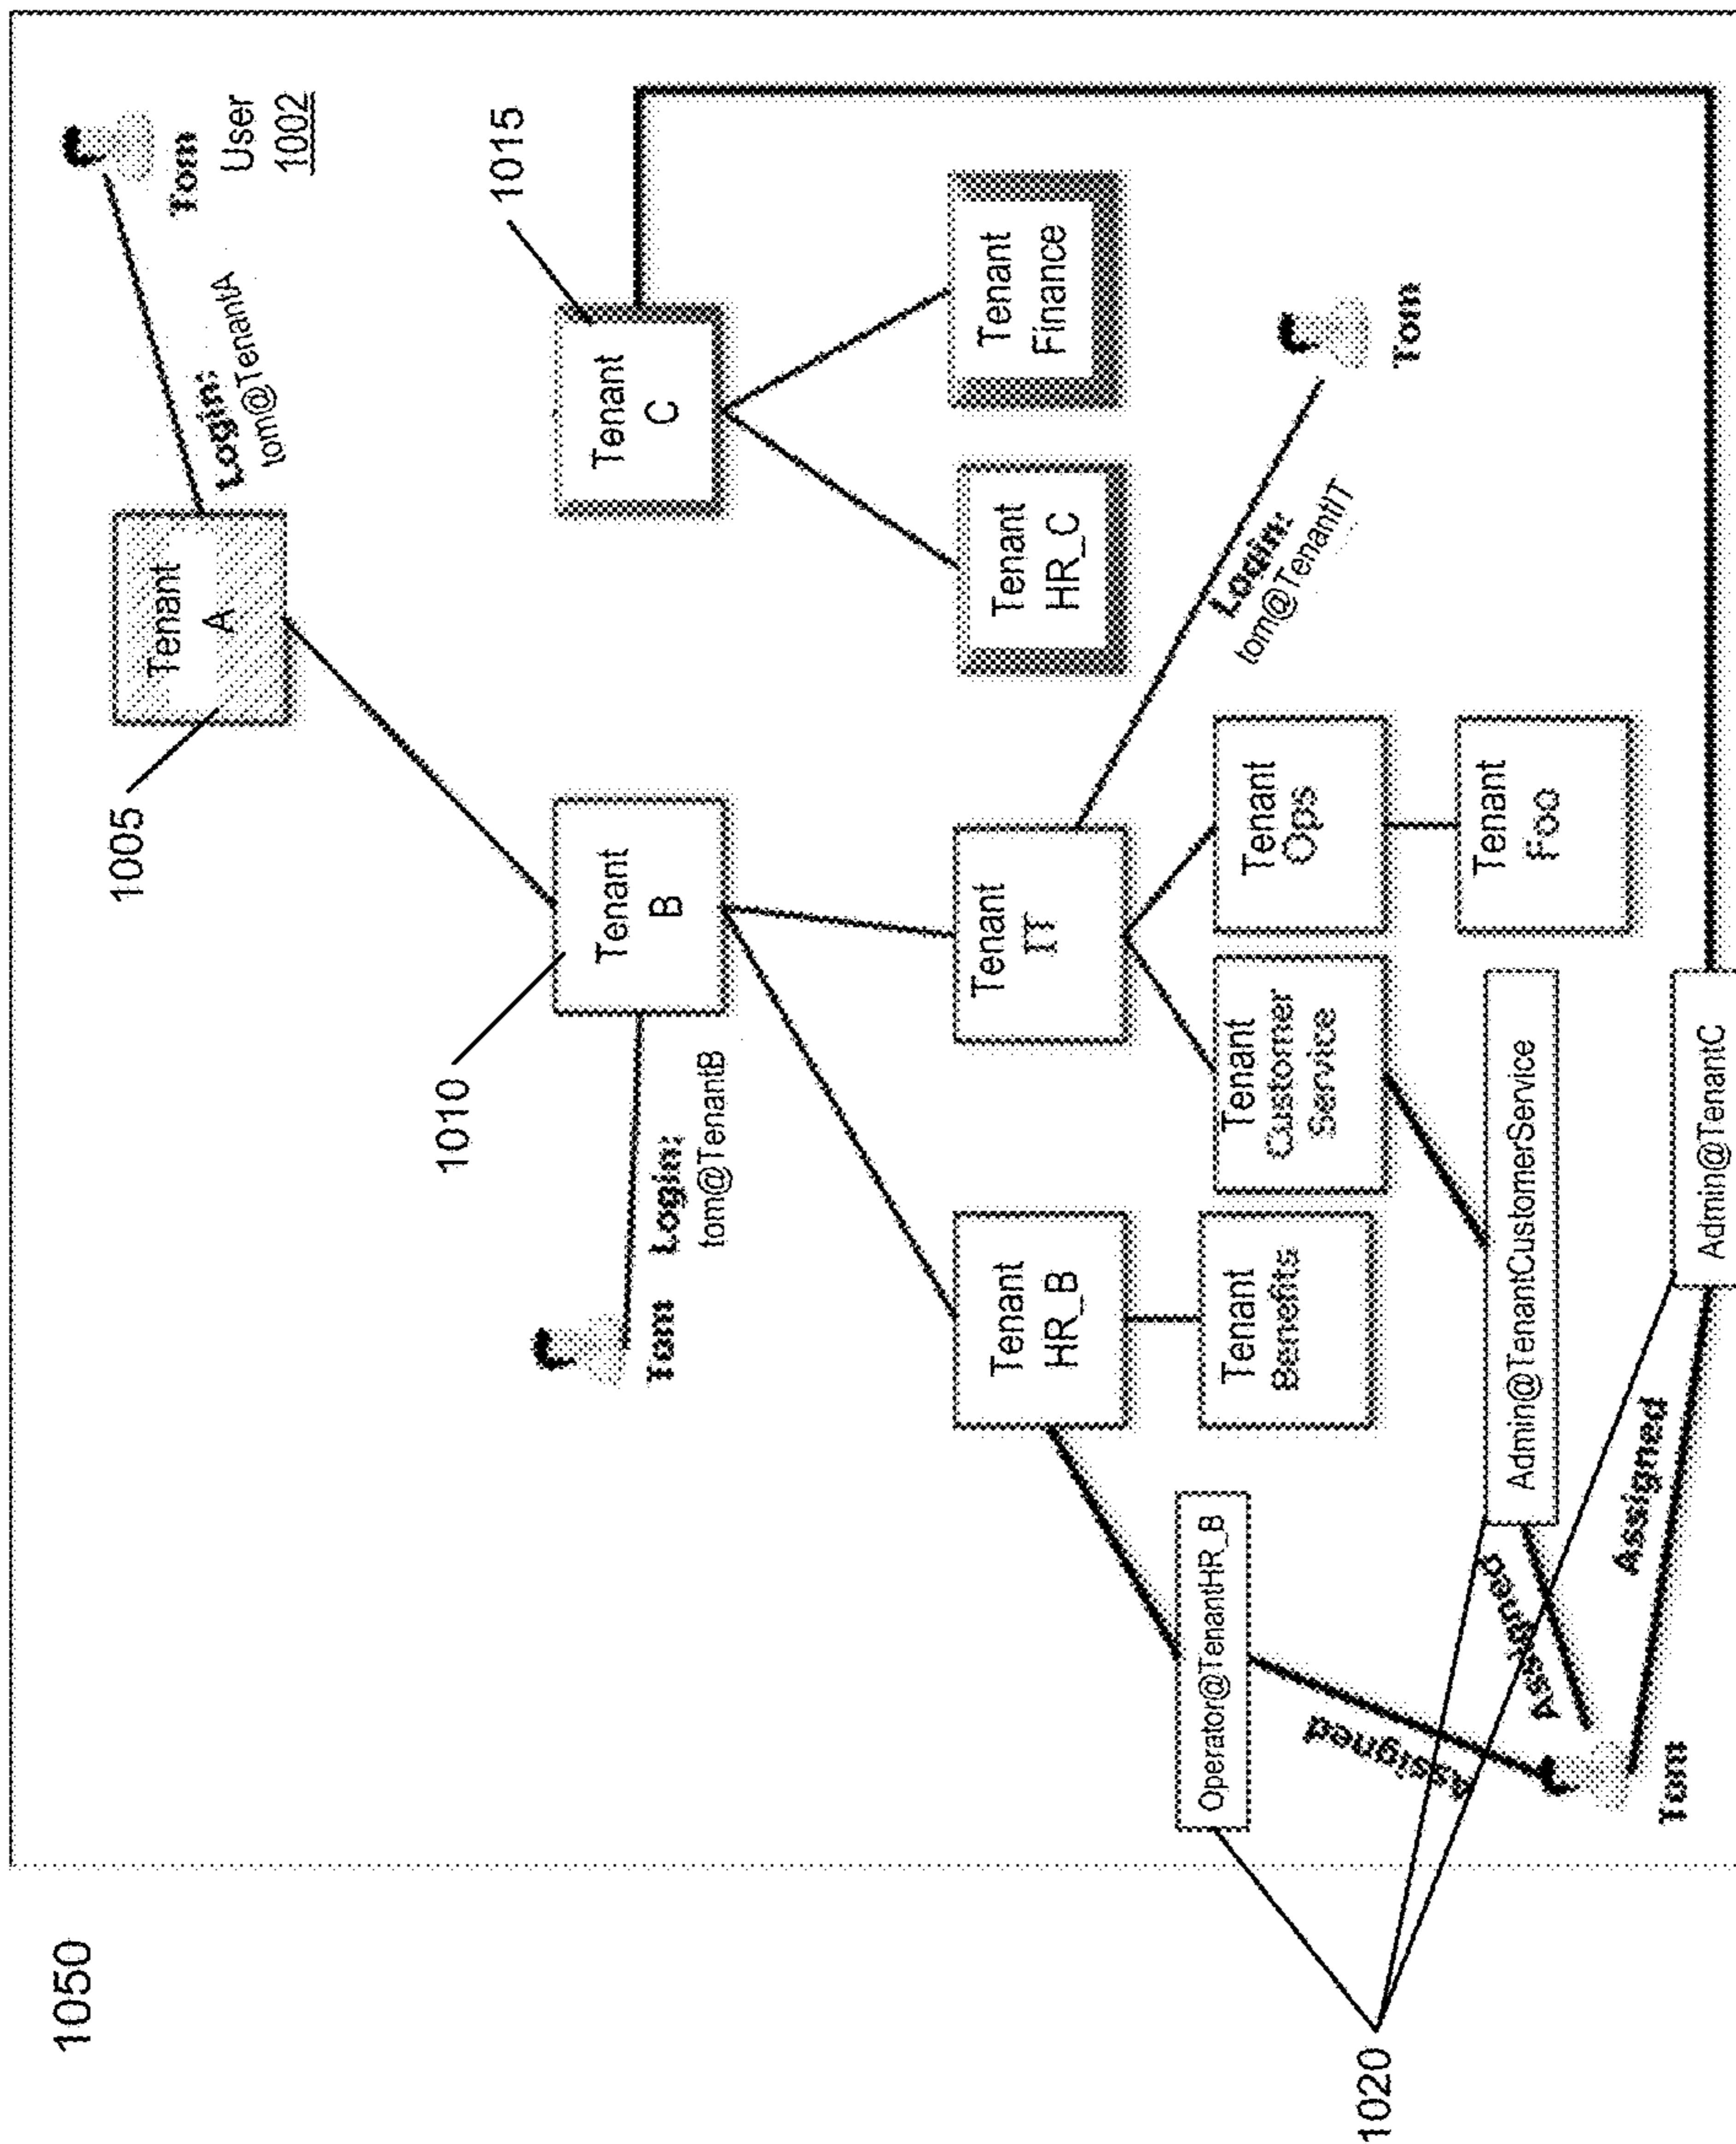 1050
Tom
User
1002
Login:
tom@TenantA
Tenant
A
1005
1015
Tenant
C
1010
Tenant
B
Tom
Login:
tom@TenantB
Tenant
HR_B
Tenant
IT
Tenant
HR_C
Tenant
Finance
Login:
tom@TenantIT
Tom
Tenant
Benefits
Tenant
Customer
Service
Tenant
Ops
Tenant
Foo
Operator@TenantHR_B
Admin@TenantCustomerService
Admin@TenantC
Assigned
Assigned
Assigned
1020
Tom